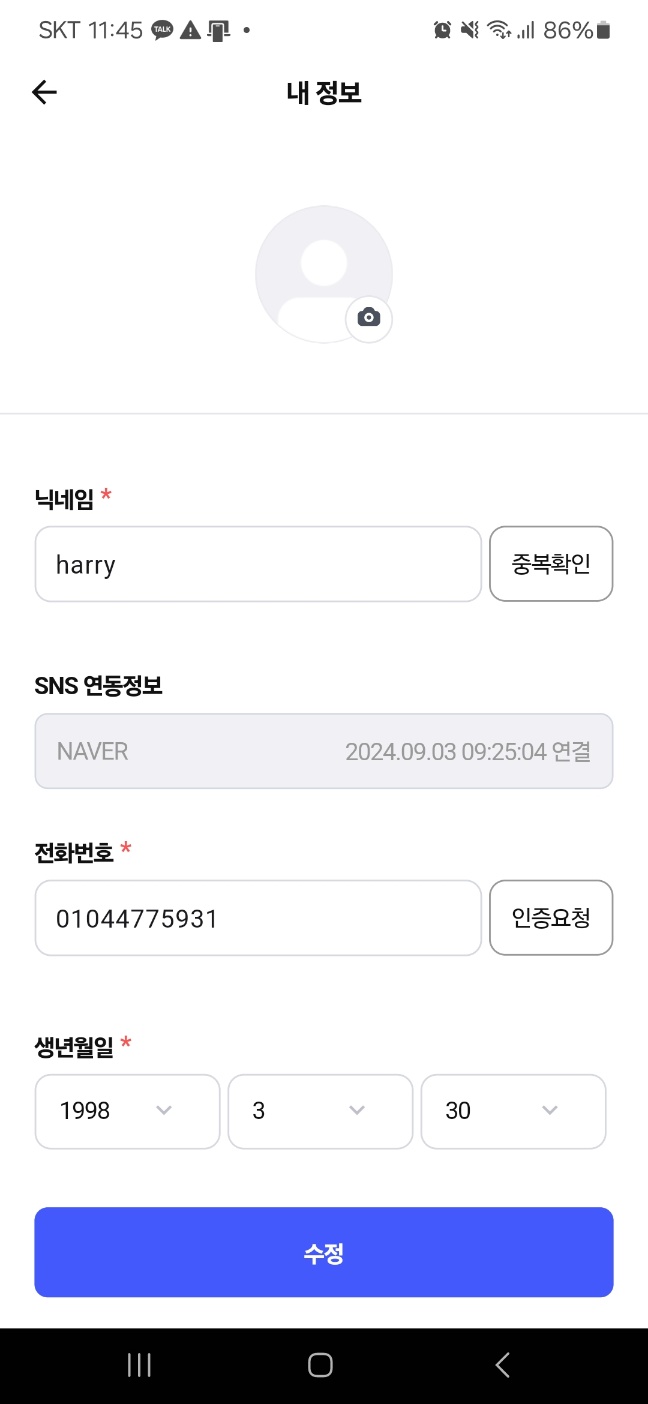 SKT 11:45 TALK 86%
내 정보
닉네임 *
harry 중복확인
SNS 연동정보
NAVER 2024.09.03 09:25:04 연결
전화번호 *
01044775931 인증요청
생년월일 *
1998 3 30
수정